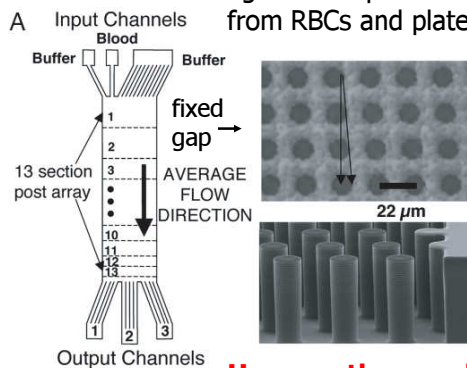 A
Input Channels
Blood
Buffer
Buffer
from RBCs and plate
1
2
3
10
11
12
13
13 section
post array
AVERAGE
FLOW
DIRECTION
fixed
gap
22 µm
1
2
3
Output Channels